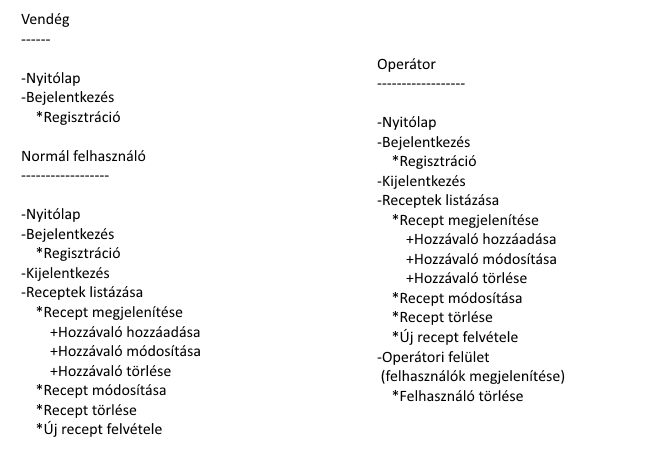 Vendég
------
-Nyitólap
-Bejelentkezés
*Regisztráció
Normál felhasználó
------------------
-Nyitólap
-Bejelentkezés
*Regisztráció
-Kijelentkezés
-Receptek listázása
*Recept megjelenítése
+Hozzávaló hozzáadása
+Hozzávaló módosítása
+Hozzávaló törlése
*Recept módosítása
*Recept törlése
*Új recept felvétele
Operátor
------------------
-Nyitólap
-Bejelentkezés
*Regisztráció
-Kijelentkezés
-Receptek listázása
*Recept megjelenítése
+Hozzávaló hozzáadása
+Hozzávaló módosítása
+Hozzávaló törlése
*Recept módosítása
*Recept törlése
*Új recept felvétele
-Operátori felület
(felhasználók megjelenítése)
*Felhasználó törlése